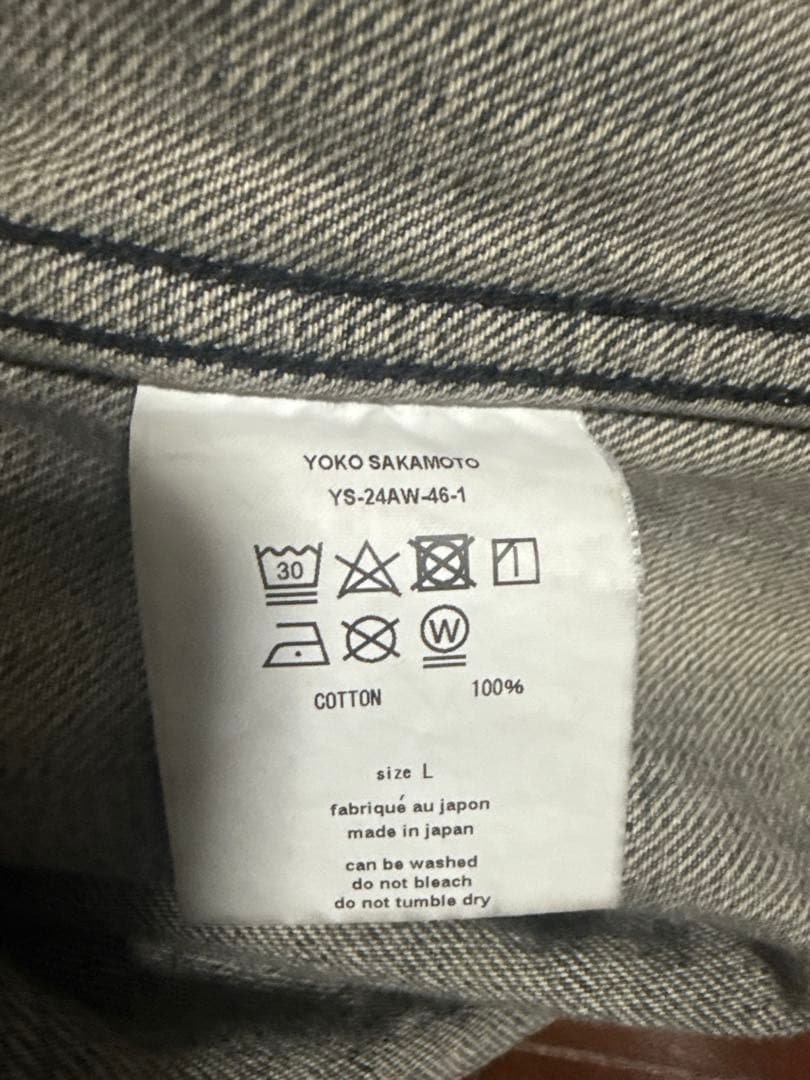 YOKO SAKAMOTO
YS-24AW-46-1
30
W
COTTON 100%
size L
fabriqué au japon
made in japan
can be washed
do not bleach
do not tumble dry